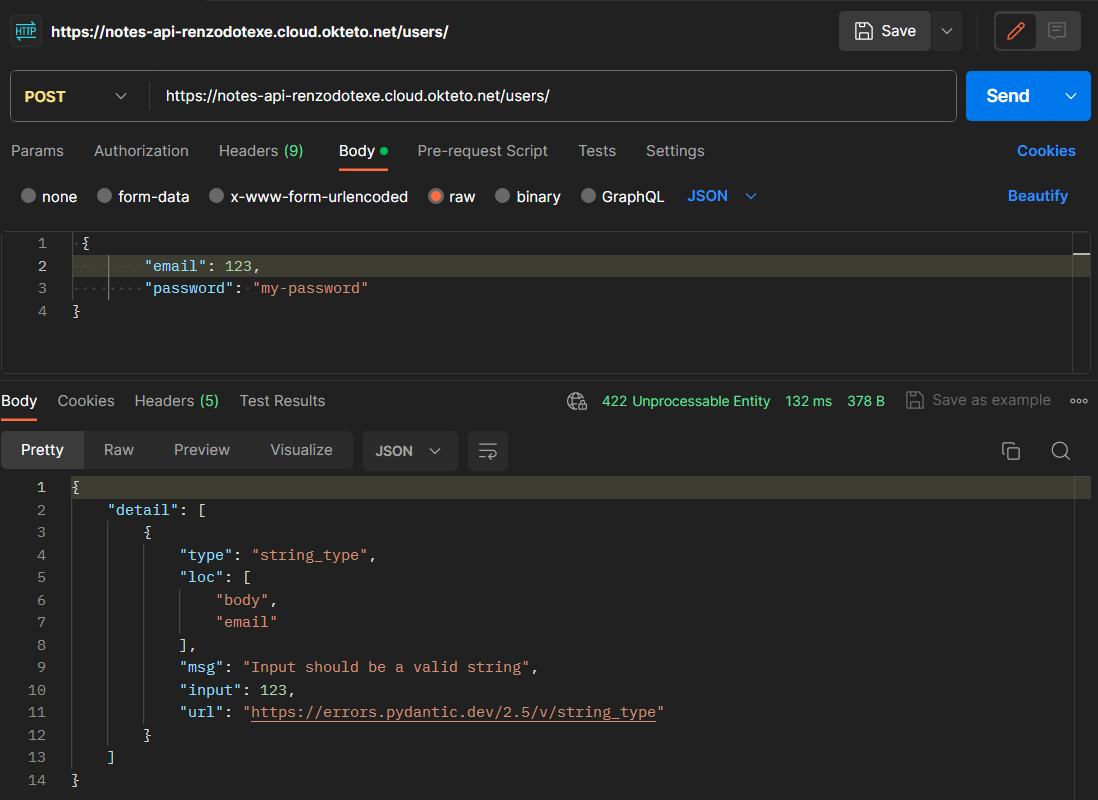 HTTP https://notes-api-renzodotexe.cloud.okteto.net/users/ Save
POST https://notes-api-renzodotexe.cloud.okteto.net/users/ Send
Params Authorization Headers (9) Body Pre-request Script Tests Settings Cookies
none form-data x-www-form-urlencoded raw binary GraphQL JSON Beautify
1 {
2 "email": 123,
3 "password": "my-password"
4 }
Body Cookies Headers (5) Test Results 422 Unprocessable Entity 132 ms 378 B Save as example
Pretty Raw Preview Visualize JSON
1 {
2 "detail": [
3 {
4 "type": "string_type",
5 "loc": [
6 "body",
7 "email"
8 ],
9 "msg": "Input should be a valid string",
10 "input": 123,
11 "url": "https://errors.pydantic.dev/2.5/v/string_type"
12 }
13 ]
14 }